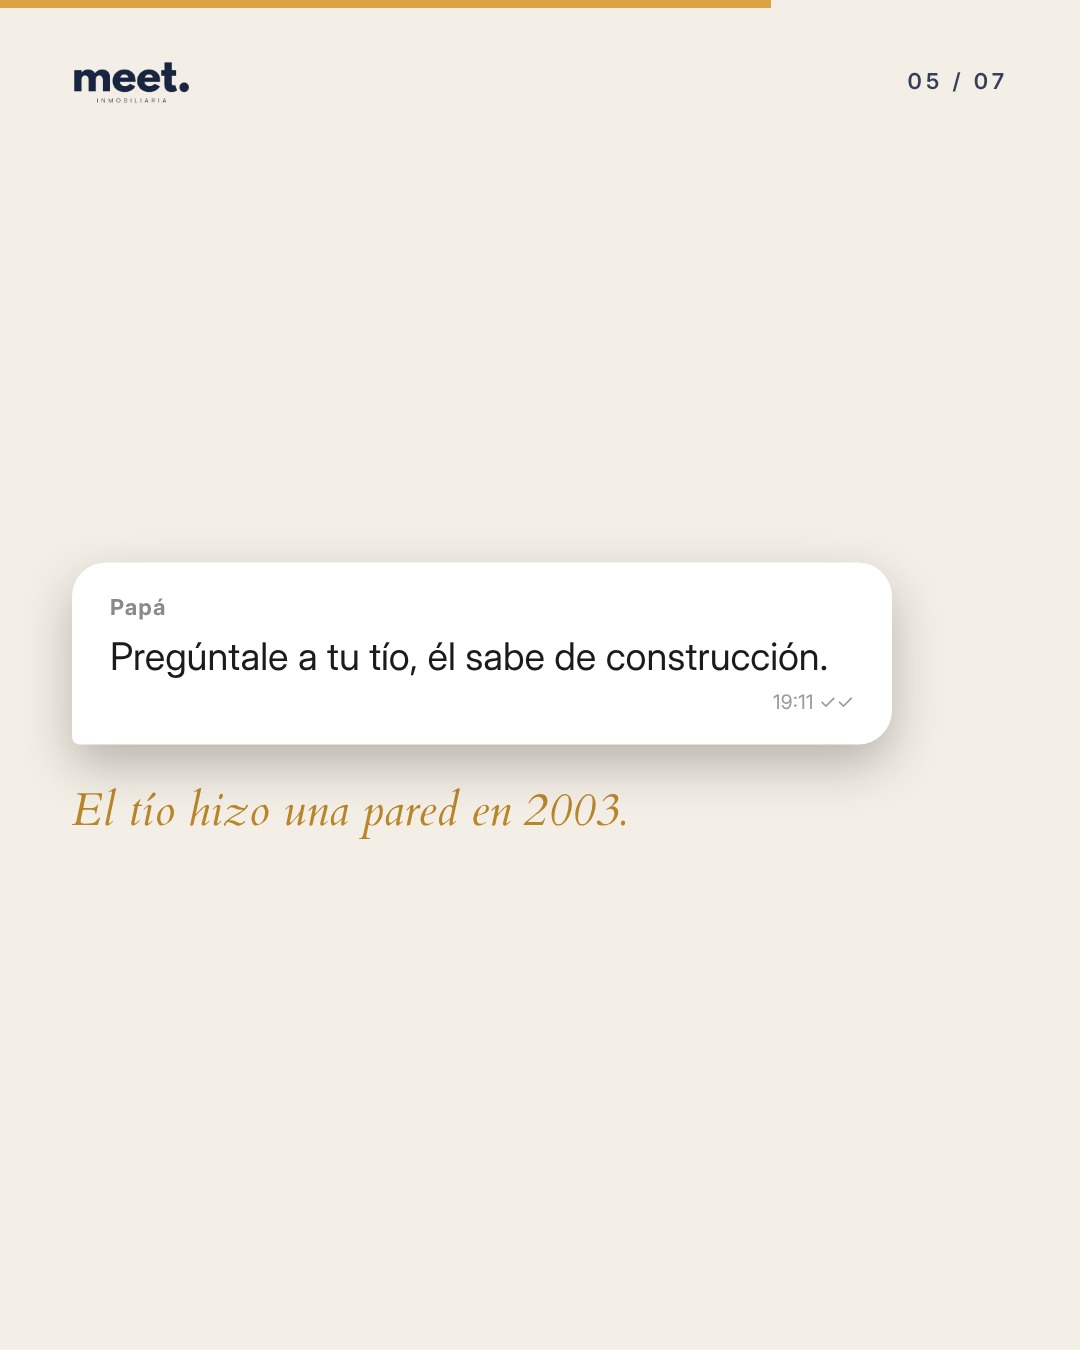 meet.
INMOBILIARIA
05 / 07
Papá
Pregúntale a tu tío, él sabe de construcción.
19:11 ✓✓
El tío hizo una pared en 2003.